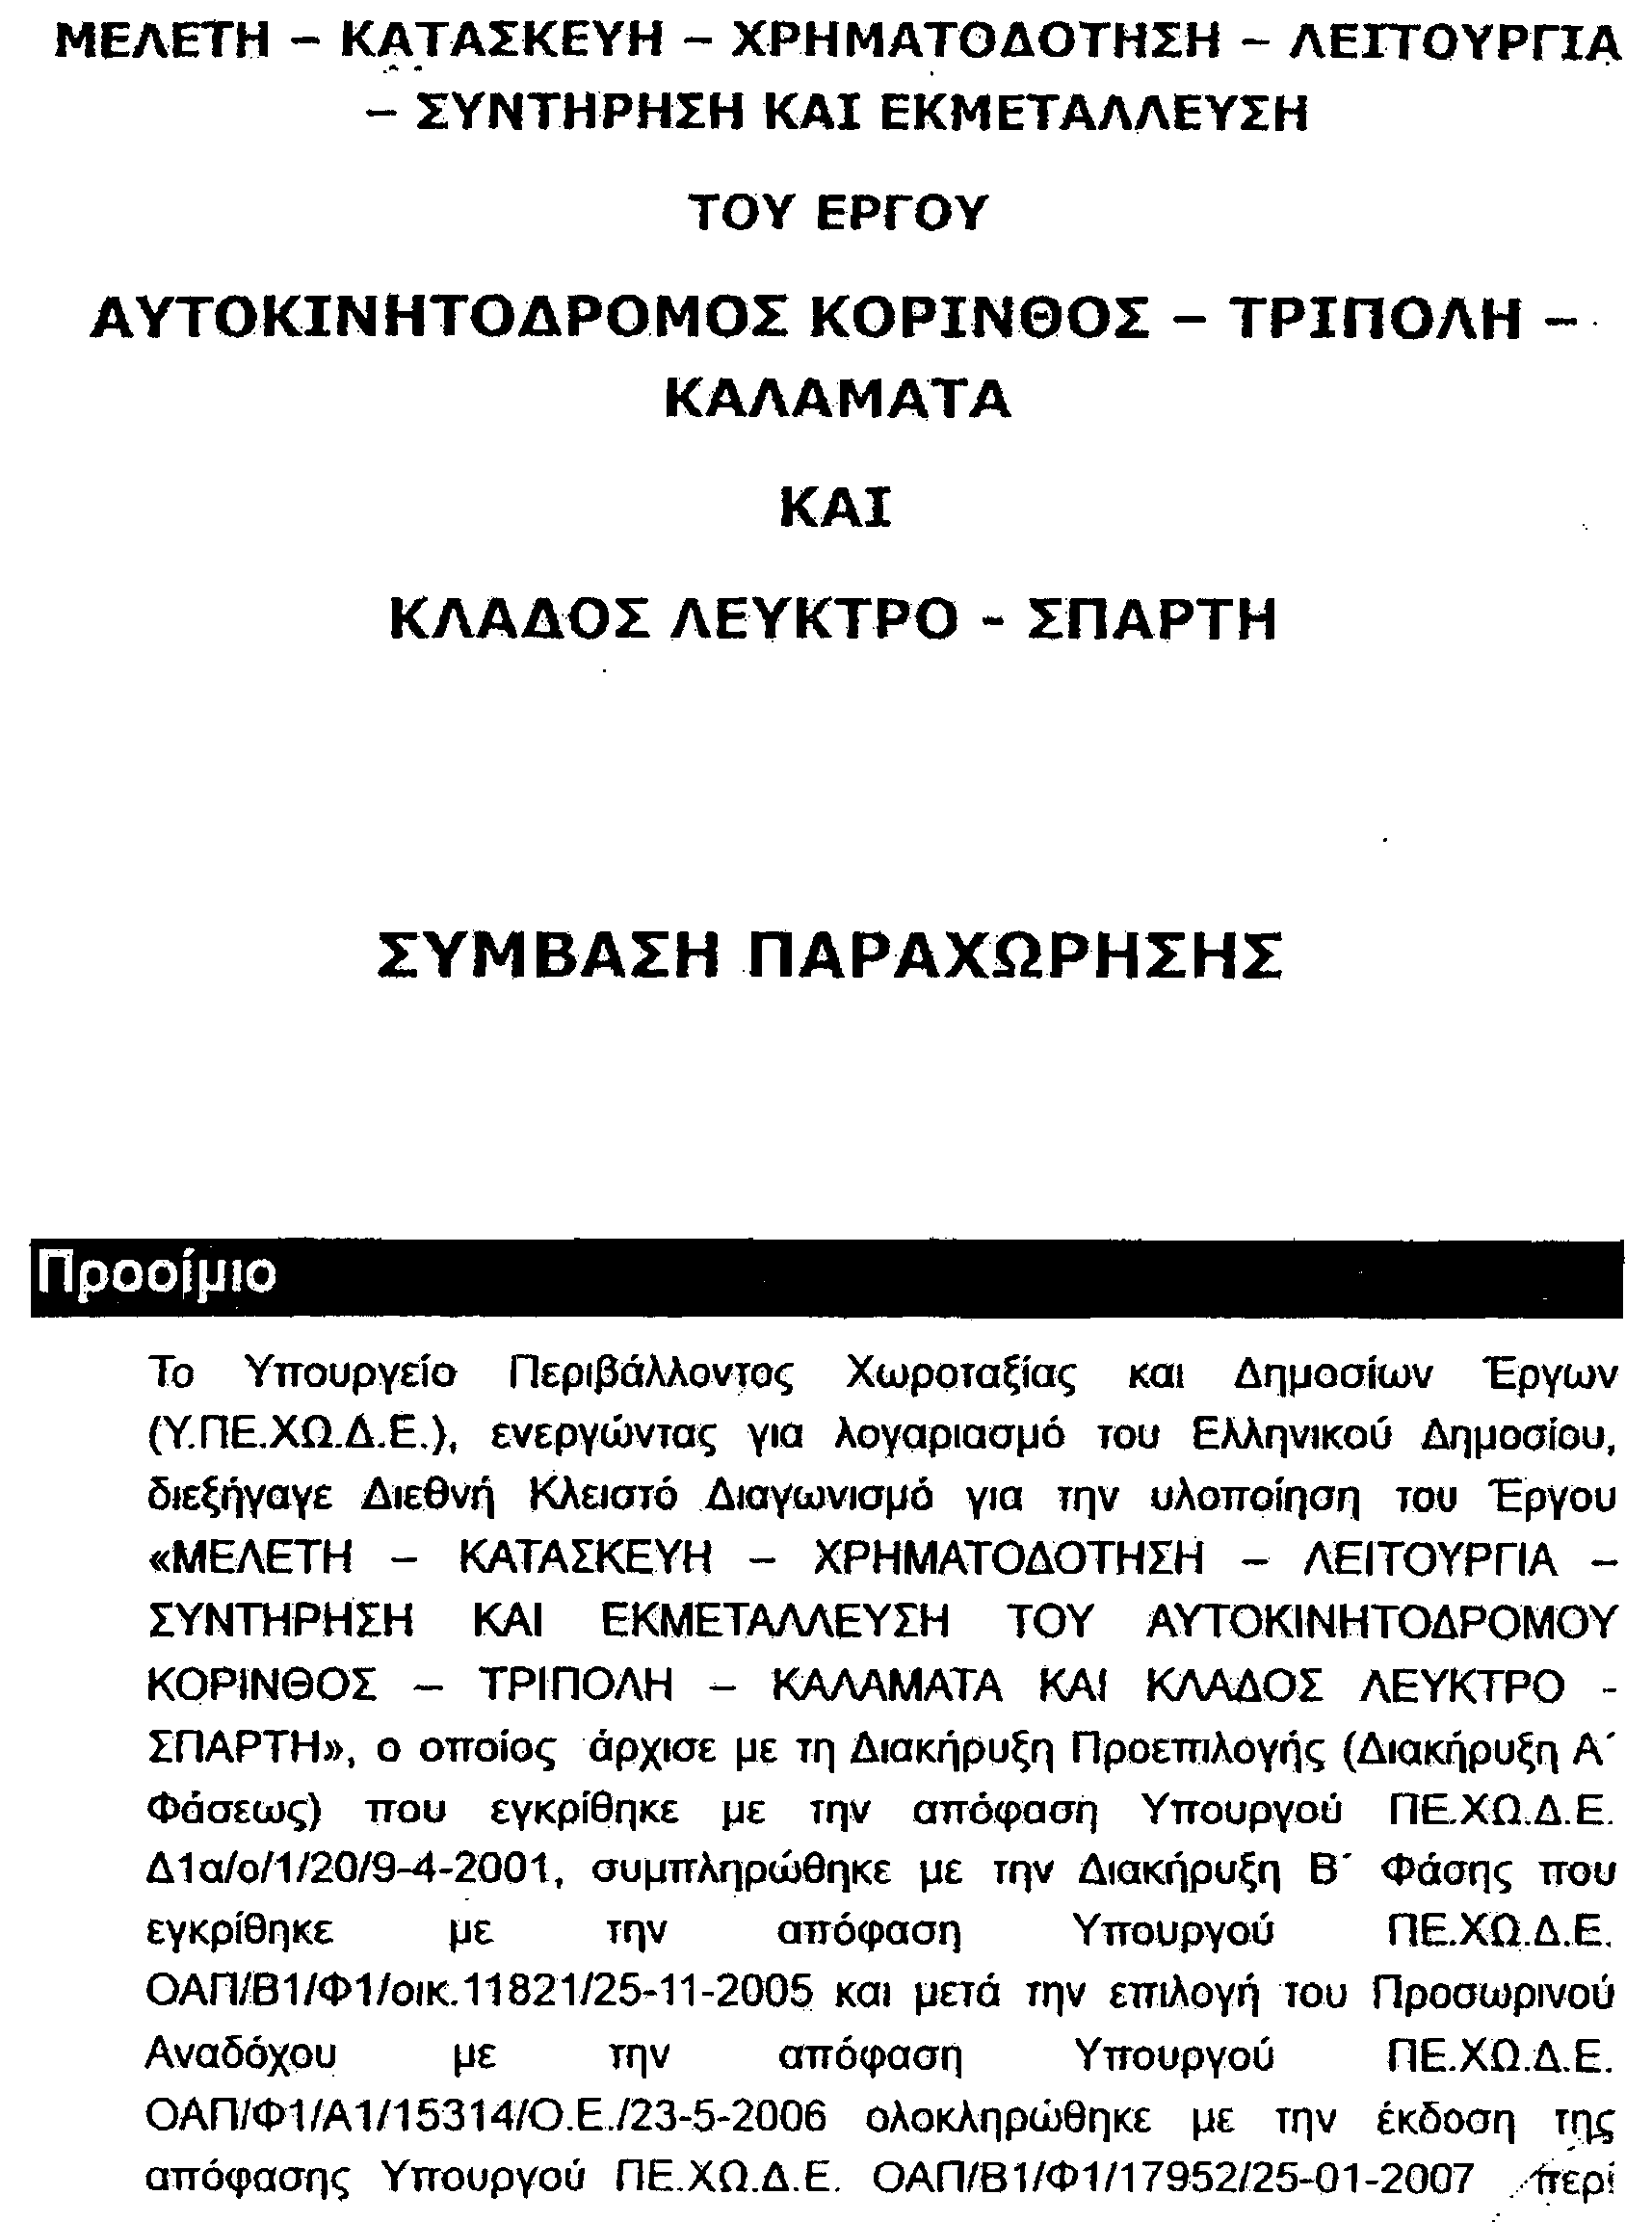 ΜΕΛΕΤΗ – ΚΑΤΑΣΚΕΥΗ – ΧΡΗΜΑΤΟΔΟΤΗΣΗ – ΛΕΙΤΟΥΡΓΙΑ
– ΣΥΝΤΗΡΗΣΗ ΚΑΙ ΕΚΜΕΤΑΛΛΕΥΣΗ
ΤΟΥ ΕΡΓΟΥ
ΑΥΤΟΚΙΝΗΤΟΔΡΟΜΟΣ ΚΟΡΙΝΘΟΣ – ΤΡΙΠΟΛΗ –
ΚΑΛΑΜΑΤΑ
ΚΑΙ
ΚΛΑΔΟΣ ΛΕΥΚΤΡΟ - ΣΠΑΡΤΗ
ΣΥΜΒΑΣΗ ΠΑΡΑΧΩΡΗΣΗΣ
Προοίμιο
Το Υπουργείο Περιβάλλοντος Χωροταξίας και Δημοσίων Έργων
(Υ.ΠΕ.ΧΩ.Δ.Ε.), ενεργώντας για λογαριασμό του Ελληνικού Δημοσίου,
διεξήγαγε Διεθνή Κλειστό Διαγωνισμό για την υλοποίηση του Έργου
«ΜΕΛΕΤΗ – ΚΑΤΑΣΚΕΥΗ – ΧΡΗΜΑΤΟΔΟΤΗΣΗ – ΛΕΙΤΟΥΡΓΙΑ –
ΣΥΝΤΗΡΗΣΗ ΚΑΙ ΕΚΜΕΤΑΛΛΕΥΣΗ ΤΟΥ ΑΥΤΟΚΙΝΗΤΟΔΡΟΜΟΥ
ΚΟΡΙΝΘΟΣ – ΤΡΙΠΟΛΗ – ΚΑΛΑΜΑΤΑ ΚΑΙ ΚΛΑΔΟΣ ΛΕΥΚΤΡΟ -
ΣΠΑΡΤΗ», ο οποίος άρχισε με τη Διακήρυξη Προεπιλογής (Διακήρυξη Α΄
Φάσεως) που εγκρίθηκε με την απόφαση Υπουργού ΠΕ.ΧΩ.Δ.Ε.
Δ1α/ο/1/20/9-4-2001, συμπληρώθηκε με την Διακήρυξη Β΄ Φάσης που
εγκρίθηκε με την απόφαση Υπουργού ΠΕ.ΧΩ.Δ.Ε.
ΟΑΠ/Β1/Φ1/οικ.11821/25-11-2005 και μετά την επιλογή του Προσωρινού
Αναδόχου με την απόφαση Υπουργού ΠΕ.ΧΩ.Δ.Ε.
ΟΑΠ/Φ1/Α1/15314/Ο.Ε./23-5-2006 ολοκληρώθηκε με την έκδοση της
απόφασης Υπουργού ΠΕ.ΧΩ.Δ.Ε. ΟΑΠ/Β1/Φ1/17952/25-01-2007 περί